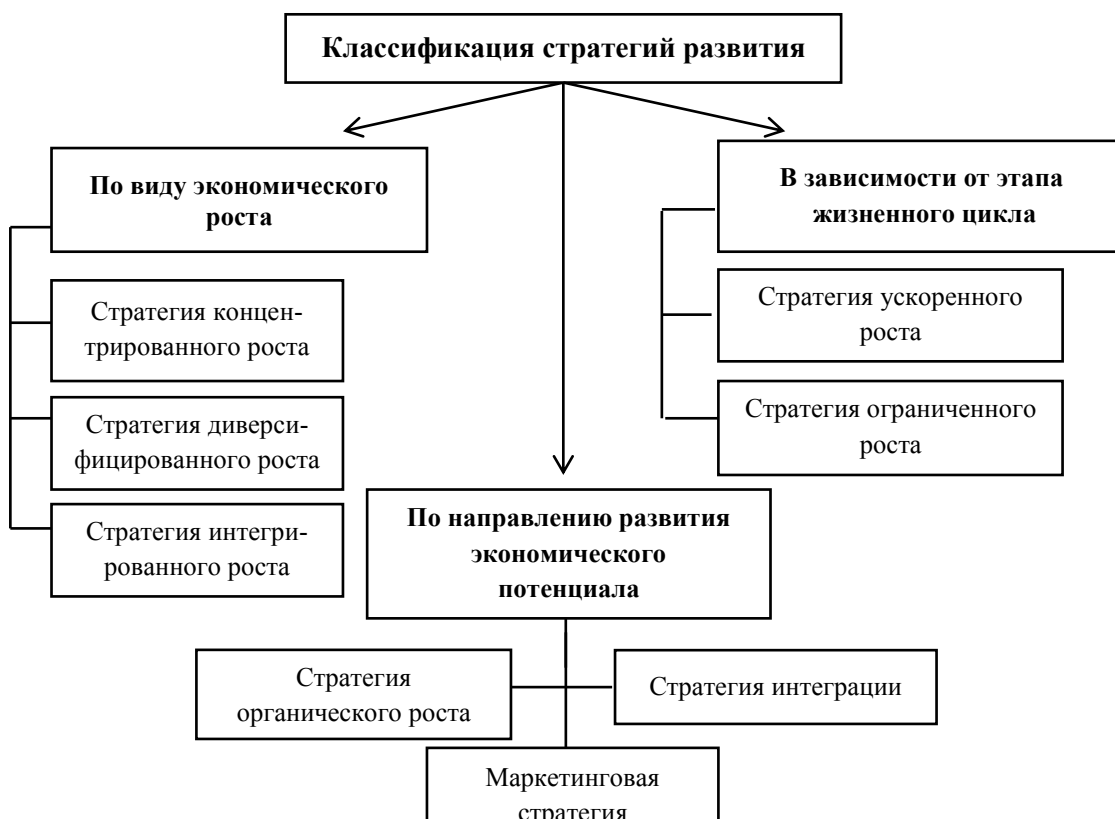 Классификация стратегий развития
По виду экономического
роста
Стратегия концен-
трированного роста
Стратегия диверси-
фицированного роста
Стратегия интегри-
рованного роста
В зависимости от этапа
жизненного цикла
Стратегия ускоренного
роста
Стратегия ограниченного
роста
По направлению развития
экономического
потенциала
Стратегия
органического роста
Стратегия интеграции
Маркетинговая
стратегия